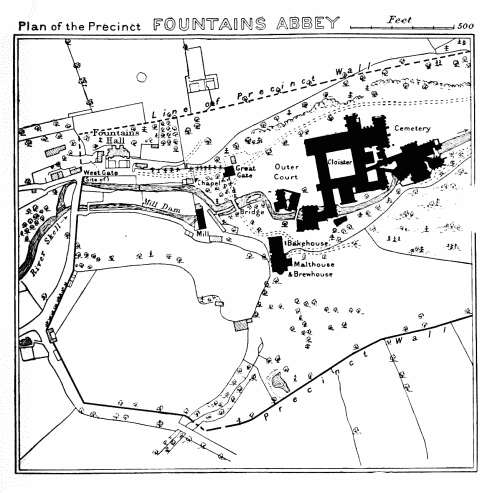 Plan of the Precinct FOUNTAINS ABBEY Feet 500
Line of Precinct Wall
Fountains
Hall
Cemetery
Cloister
Outer
Court
Great
Gate
West Gate
(Site of)
Chapel
Bridge
Mill Dam
Mill
River Skell
Bakehouse
Malthouse
& Brewhouse
Precinct Wall